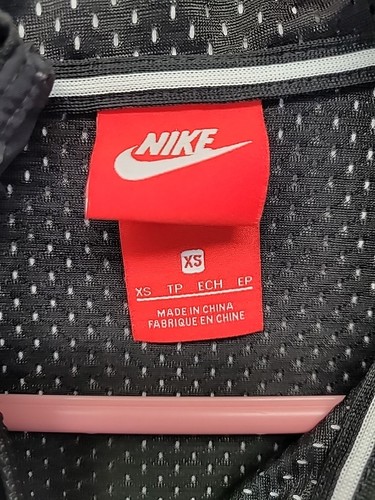 NIKE
XS
XS TP ECH EP
MADE IN CHINA
FABRIQUE EN CHINE